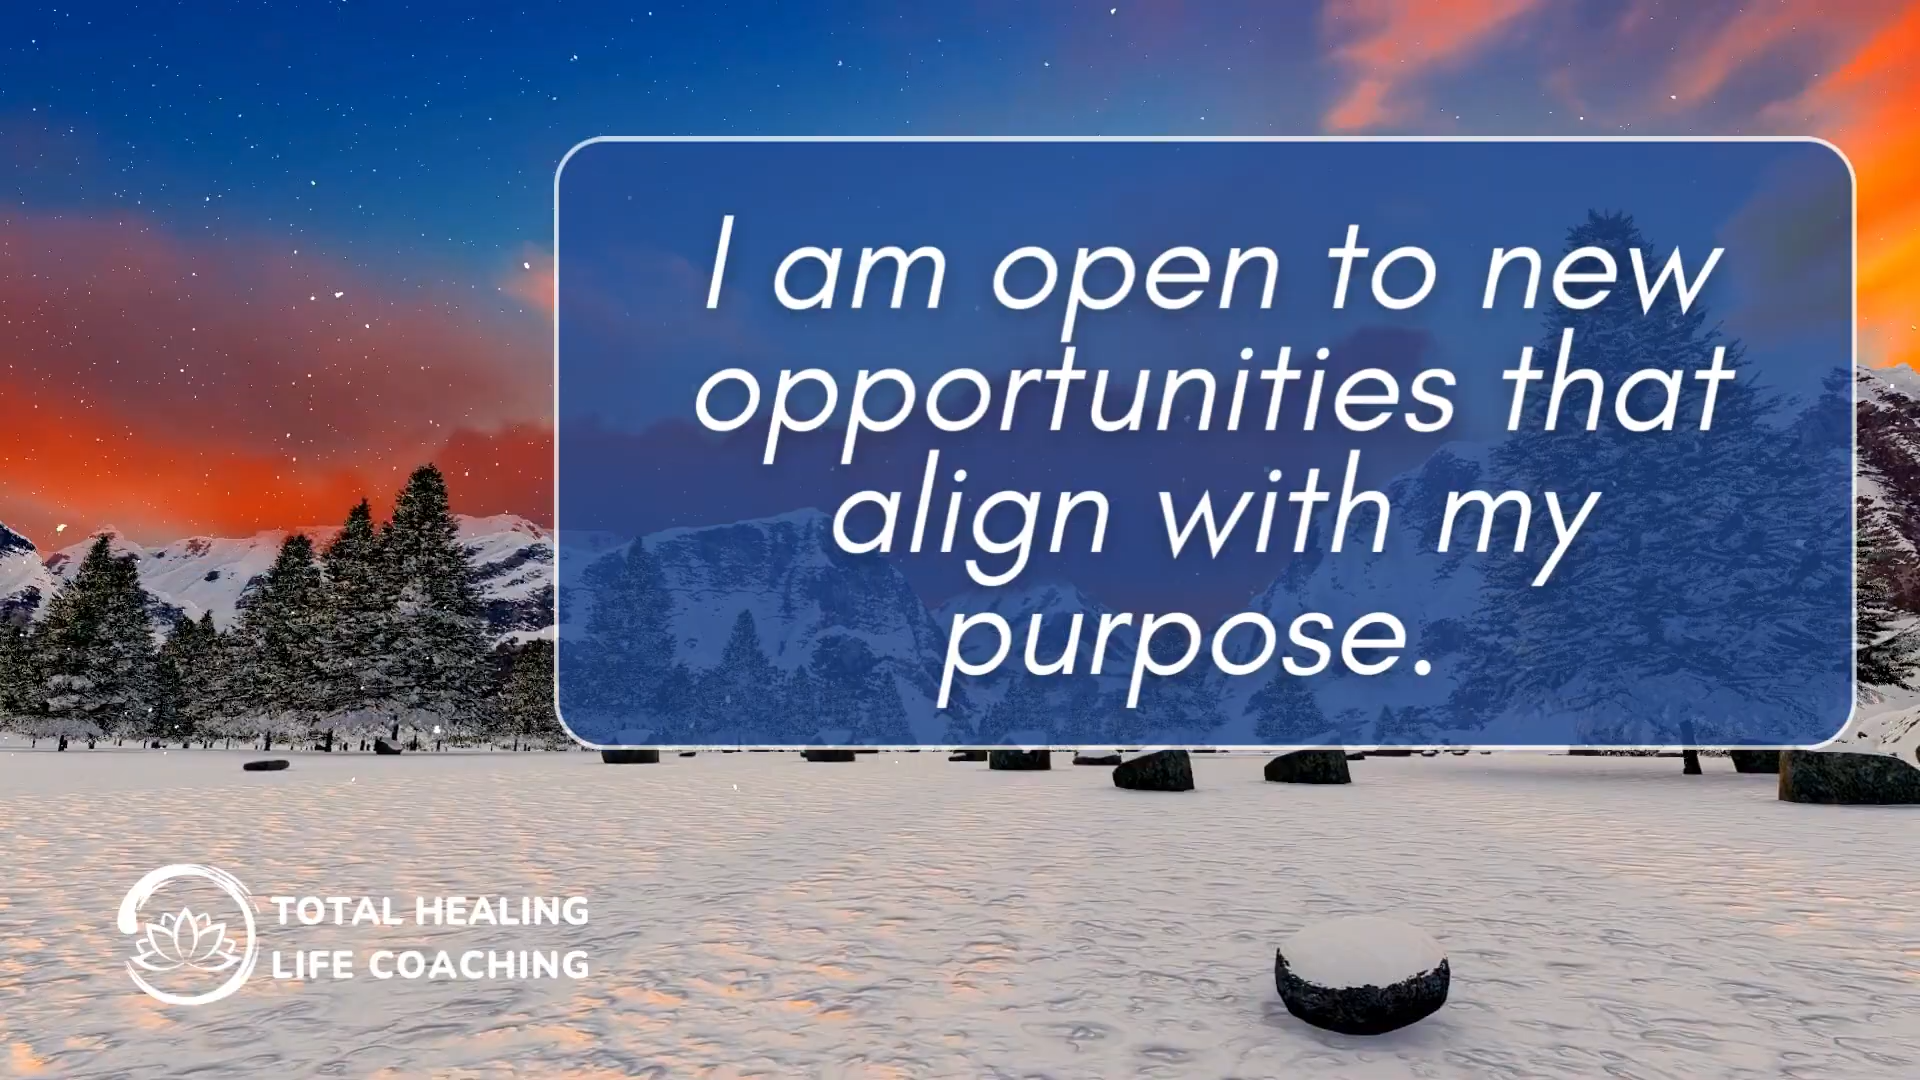 I am open to new
opportunities that
align with my
purpose.
TOTAL HEALING
LIFE COACHING